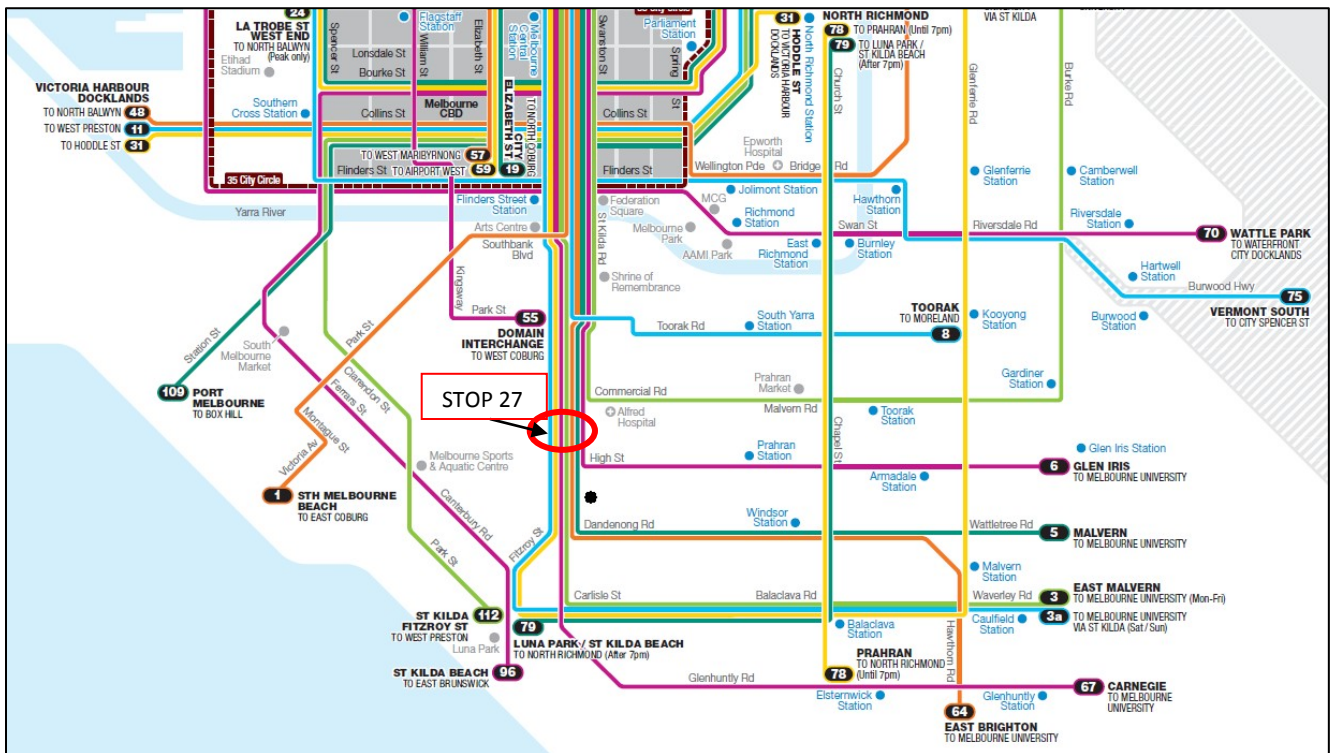 24
LA TROBE ST
WEST END
TO NORTH BALWYN
(Peak only)
Etihad
Stadium
VICTORIA HARBOUR
DOCKLANDS
TO NORTH BALWYN 48
TO WEST PRESTON 11
TO HODDLE ST 31
Southern
Cross Station
Spencer St
Flagstaff
Station
William St
Elizabeth St
Melbourne
Central
Station
Swanston St
35 City Circle
Parliament
Station
Spring
St
Lonsdale St
Bourke St
Collins St
Melbourne
CBD
Collins St
CITY
ELIZABETH ST
TO NORTH COBURG
19
TO WEST MARIBYRNONG 57
Flinders St TO AIRPORT WEST 59
Flinders St
35 City Circle
31
HODDLE ST
TO VICTORIA HARBOUR
DOCKLANDS
North Richmond Station
NORTH RICHMOND
78 TO PRAHRAN (Until 7pm)
79 TO LUNA PARK /
ST KILDA BEACH
(After 7pm)
Church St
VIA ST KILDA
Glenferrie Rd
Burke Rd
Epworth
Hospital
Wellington Pde
Bridge Rd
Glenferrie
Station
Camberwell
Station
Yarra River
Flinders Street
Station
Federation
Square
Jolimont Station
MCG
Richmond
Station
Hawthorn
Station
Riversdale
Station
Arts Centre
Southbank
Blvd
St Kilda Rd
Melbourne
Park
AAMI Park
East
Richmond
Station
Swan St
Burnley
Station
Riversdale Rd
70 WATTLE PARK
TO WATERFRONT
CITY DOCKLANDS
Kingsway
Shrine of
Remembrance
Hartwell
Station
Burwood Hwy
75
VERMONT SOUTH
TO CITY SPENCER ST
Burwood
Station
Park St
55
DOMAIN
INTERCHANGE
TO WEST COBURG
Toorak Rd
South Yarra
Station
TOORAK
TO MORELAND
8
Kooyong
Station
Station St
South
Melbourne
Market
Park St
Clarendon St
Ferrars St
109 PORT
MELBOURNE
TO BOX HILL
Gardiner
Station
STOP 27
Commercial Rd
Prahran
Market
Malvern Rd
Alfred
Hospital
Toorak
Station
Chapel St
Montague St
Victoria Av
1 STH MELBOURNE
BEACH
TO EAST COBURG
Melbourne Sports
& Aquatic Centre
Canterbury Rd
High St
Prahran
Station
Armadale
Station
Glen Iris Station
6 GLEN IRIS
TO MELBOURNE UNIVERSITY
Fitzroy St
Dandenong Rd
Windsor
Station
Wattletree Rd
5 MALVERN
TO MELBOURNE UNIVERSITY
Park St
Malvern
Station
Carlisle St
Balaclava Rd
Waverley Rd
3 EAST MALVERN
TO MELBOURNE UNIVERSITY (Mon-Fri)
3a TO MELBOURNE UNIVERSITY
VIA ST KILDA (Sat / Sun)
Caulfield
Station
ST KILDA 112
FITZROY ST
TO WEST PRESTON
Luna Park
79
LUNA PARK / ST KILDA BEACH
TO NORTH RICHMOND (After 7pm)
Balaclava
Station
Hawthorn Rd
ST KILDA BEACH 96
TO EAST BRUNSWICK
PRAHRAN
TO NORTH RICHMOND
78 (Until 7pm)
Glenhuntly Rd
Elsternwick
Station
Glenhuntly
Station
67 CARNEGIE
TO MELBOURNE
UNIVERSITY
64
EAST BRIGHTON
TO MELBOURNE UNIVERSITY